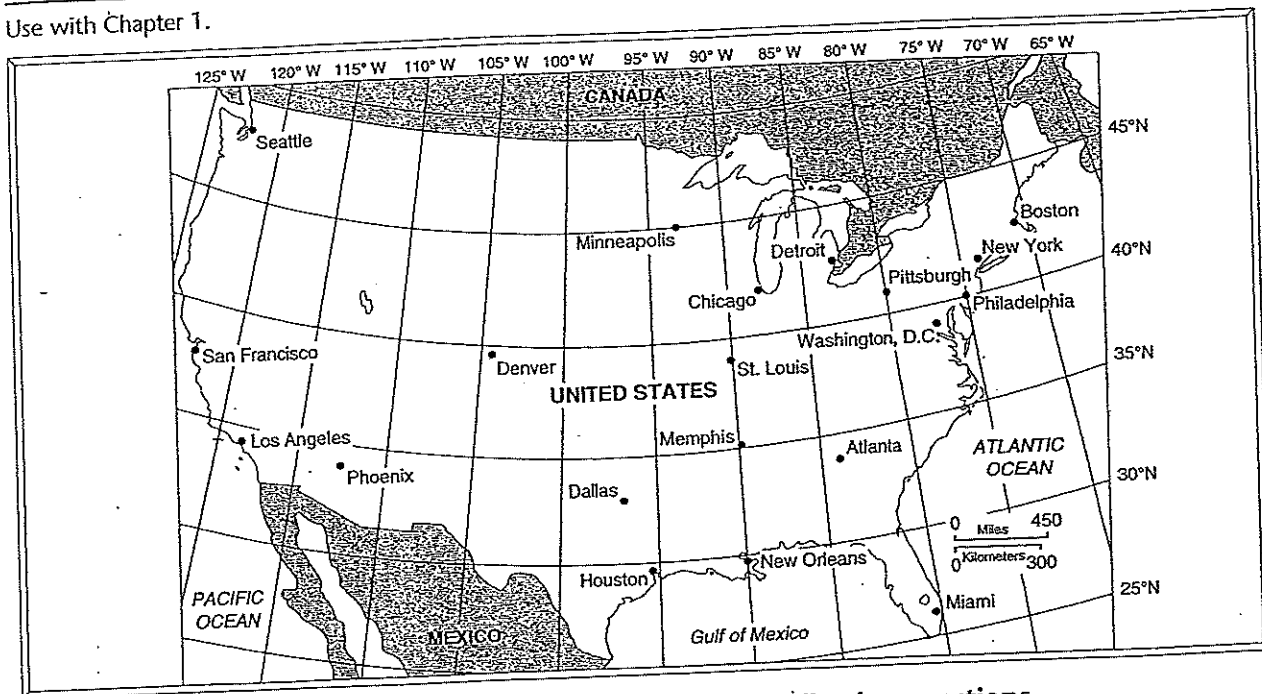 Use with Chapter 1.
125° W 120° W 115° W 110° W 105° W 100° W 95° W 90° W 85° W 80° W 75° W 70° W 65° W
CANADA
45°N
Seattle
Boston
Minneapolis
Detroit
New York
40°N
Pittsburgh
Chicago
Philadelphia
Washington, D.C.
San Francisco
Denver
St. Louis
35°N
UNITED STATES
Los Angeles
Memphis
Atlanta
ATLANTIC
OCEAN
Phoenix
Dallas
30°N
0 Miles 450
Kilometers
0 300
New Orleans
Houston
25°N
PACIFIC
OCEAN
Miami
MEXICO
Gulf of Mexico